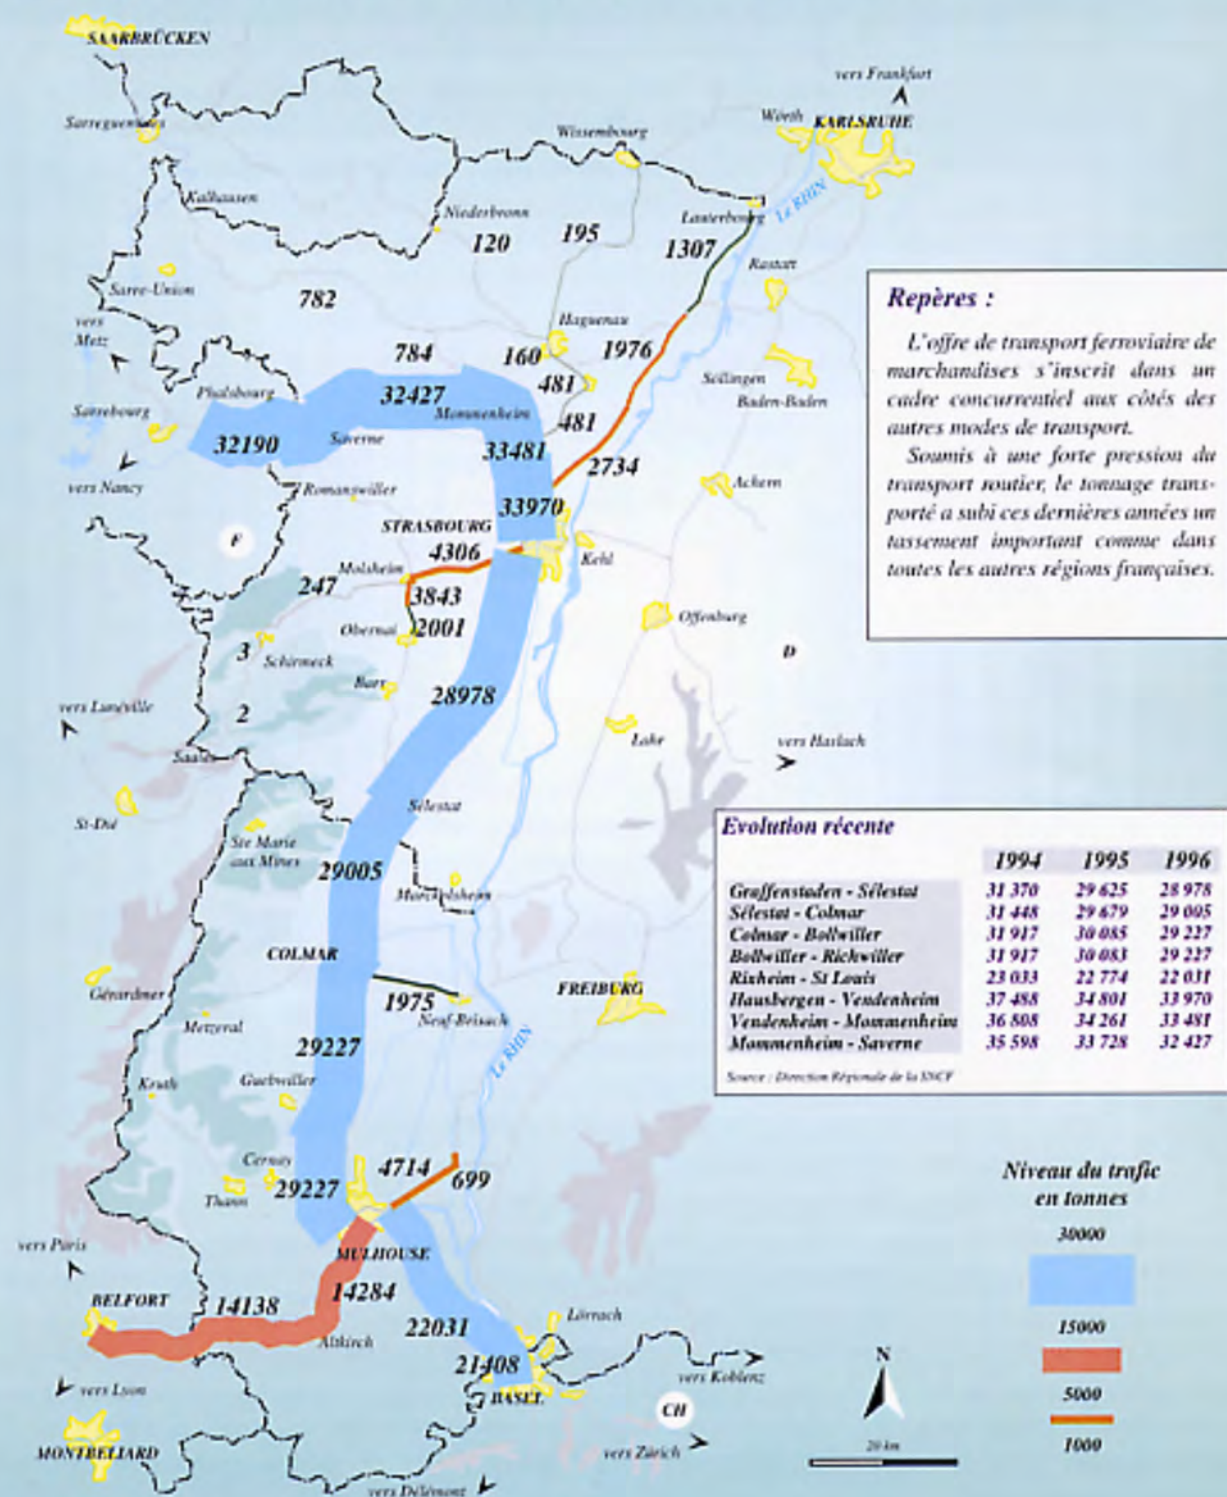 SAARBRÜCKEN
vers Frankfurt
Wörth
KARLSRUHE
Sarreguemines
Wissembourg
Kalhausen
Le RHIN
Niederbronn
Lauterbourg
120
195
1307
Rastatt
Sarre-Union
782
vers
Metz
Haguenau
784
160
1976
481
Söllingen
Baden-Baden
Phalsbourg
32427
Mommenheim
Sarrebourg
481
32190
Saverne
33481
2734
vers Nancy
Romanswiller
Achern
33970
STRASBOURG
F
4306
Kehl
Molsheim
247
3843
Obernai
2001
Offenburg
3
Schirmeck
D
Barr
28978
2
vers Lunéville
Lahr
vers Haslach
Saales
St-Dié
Sélestat
Ste Marie
aux Mines
29005
Marckolsheim
COLMAR
Gérardmer
1975
FREIBURG
Neuf-Brisach
Metzeral
29227
Le RHIN
Kruth
Guebwiller
Cernay
4714
699
Thann
29227
vers Paris
MULHOUSE
BELFORT
14138
14284
Lörrach
22031
Altkirch
21408
vers Koblenz
vers Lyon
BASEL
CH
MONTBELIARD
vers Zürich
vers Délémont
N
20 km
Repères :
L'offre de transport ferroviaire de
marchandises s'inscrit dans un
cadre concurrentiel aux côtés des
autres modes de transport.
Soumis à une forte pression du
transport routier, le tonnage trans-
porté a subi ces dernières années un
tassement important comme dans
toutes les autres régions françaises.
Evolution récente
1994 1995 1996
Graffenstaden - Sélestat 31 370 29 625 28 978
Sélestat - Colmar 31 448 29 679 29 005
Colmar - Bollwiller 31 917 30 085 29 227
Bollwiller - Richwiller 31 917 30 083 29 227
Rixheim - St Louis 23 033 22 774 22 031
Hausbergen - Vendenheim 37 488 34 801 33 970
Vendenheim - Mommenheim 36 808 34 261 33 481
Mommenheim - Saverne 35 598 33 728 32 427
Source : Direction Régionale de la SNCF
Niveau du trafic
en tonnes
30000
15000
5000
1000